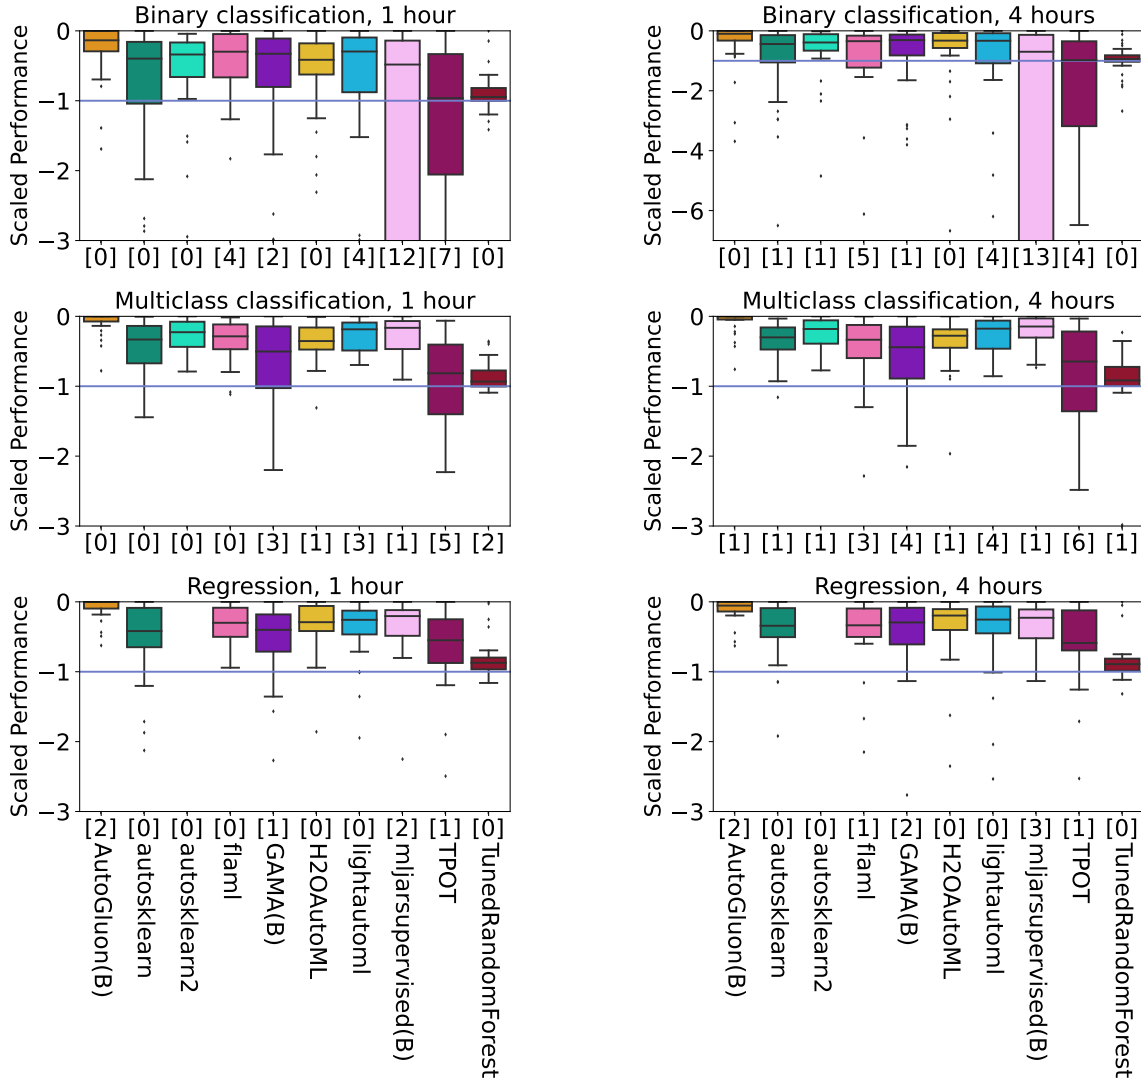 Binary classification, 1 hour
Scaled Performance
0
−1
−2
−3
[0] [0] [0] [4] [2] [0] [4] [12] [7] [0]
Binary classification, 4 hours
Scaled Performance
0
−2
−4
−6
[0] [1] [1] [5] [1] [0] [4] [13] [4] [0]
Multiclass classification, 1 hour
Scaled Performance
0
−1
−2
−3
[0] [0] [0] [0] [3] [1] [3] [1] [5] [2]
Multiclass classification, 4 hours
Scaled Performance
0
−1
−2
−3
[1] [1] [1] [3] [4] [1] [4] [1] [6] [1]
Regression, 1 hour
Scaled Performance
0
−1
−2
−3
[2]AutoGluon(B)
[0]autosklearn
[0]autosklearn2
[0]flaml
[1]GAMA(B)
[0]H2OAutoML
[0]lightautoml
[2]mljarsupervised(B)
[1]TPOT
[0]TunedRandomForest
Regression, 4 hours
Scaled Performance
0
−1
−2
−3
[2]AutoGluon(B)
[0]autosklearn
[0]autosklearn2
[1]flaml
[2]GAMA(B)
[0]H2OAutoML
[0]lightautoml
[3]mljarsupervised(B)
[1]TPOT
[0]TunedRandomForest